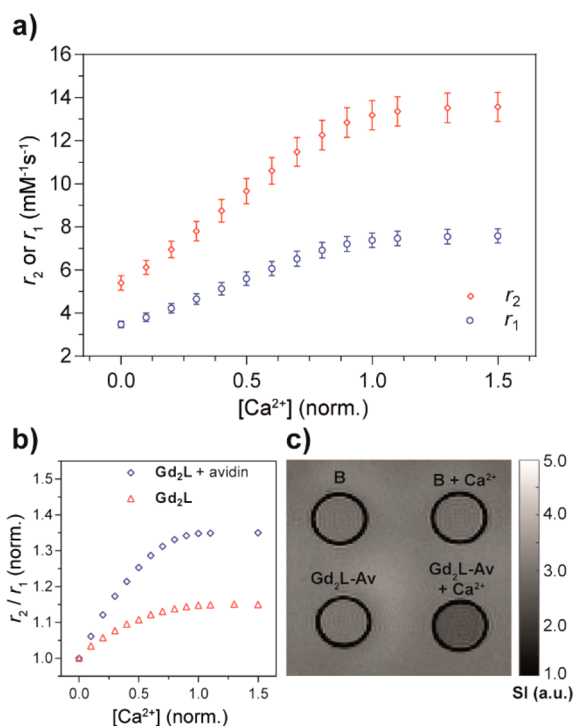 a)
16
14
12
10
8
6
4
2
r₂ or r₁ (mM⁻¹s⁻¹)
r₂
r₁
0.0 0.5 1.0 1.5
[Ca²⁺] (norm.)
b)
Gd₂L + avidin
Gd₂L
1.5
1.4
1.3
1.2
1.1
1.0
r₂ / r₁ (norm.)
0.0 0.5 1.0 1.5
[Ca²⁺] (norm.)
c)
B
B + Ca²⁺
Gd₂L-Av
Gd₂L-Av
+ Ca²⁺
5.0
4.0
3.0
2.0
1.0
SI (a.u.)